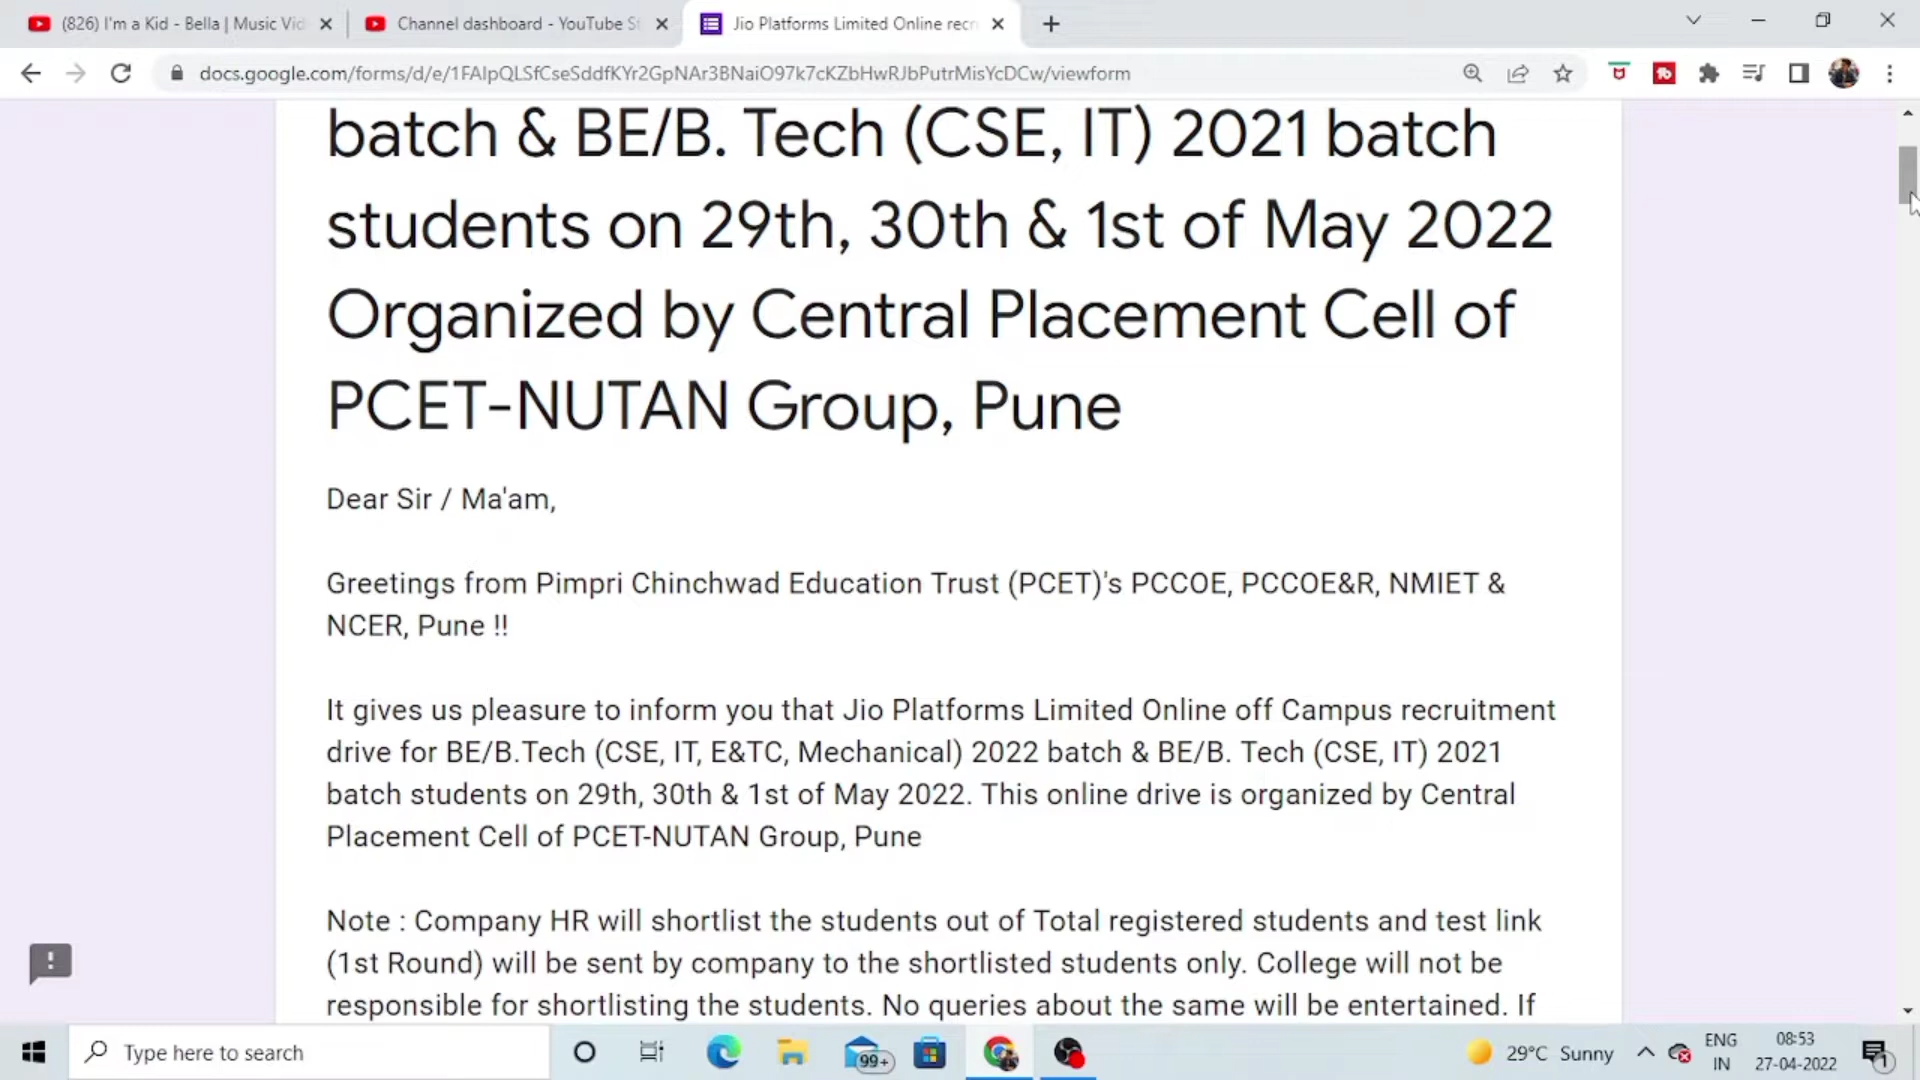 (826) I'm a Kid - Bella | Music Vid
Channel dashboard - YouTube St
Jio Platforms Limited Online recr
docs.google.com/forms/d/e/1FAIpQLSfCseSddfKYr2GpNAr3BNaiO97k7cKZbHwRJbPutrMisYcDCw/viewform
batch & BE/B. Tech (CSE, IT) 2021 batch
students on 29th, 30th & 1st of May 2022
Organized by Central Placement Cell of
PCET-NUTAN Group, Pune
Dear Sir / Ma'am,
Greetings from Pimpri Chinchwad Education Trust (PCET)'s PCCOE, PCCOE&R, NMIET &
NCER, Pune !!
It gives us pleasure to inform you that Jio Platforms Limited Online off Campus recruitment
drive for BE/B.Tech (CSE, IT, E&TC, Mechanical) 2022 batch & BE/B. Tech (CSE, IT) 2021
batch students on 29th, 30th & 1st of May 2022. This online drive is organized by Central
Placement Cell of PCET-NUTAN Group, Pune
Note : Company HR will shortlist the students out of Total registered students and test link
(1st Round) will be sent by company to the shortlisted students only. College will not be
responsible for shortlisting the students. No queries about the same will be entertained. If
Type here to search
99+
29°C Sunny
ENG
IN
08:53
27-04-2022
1